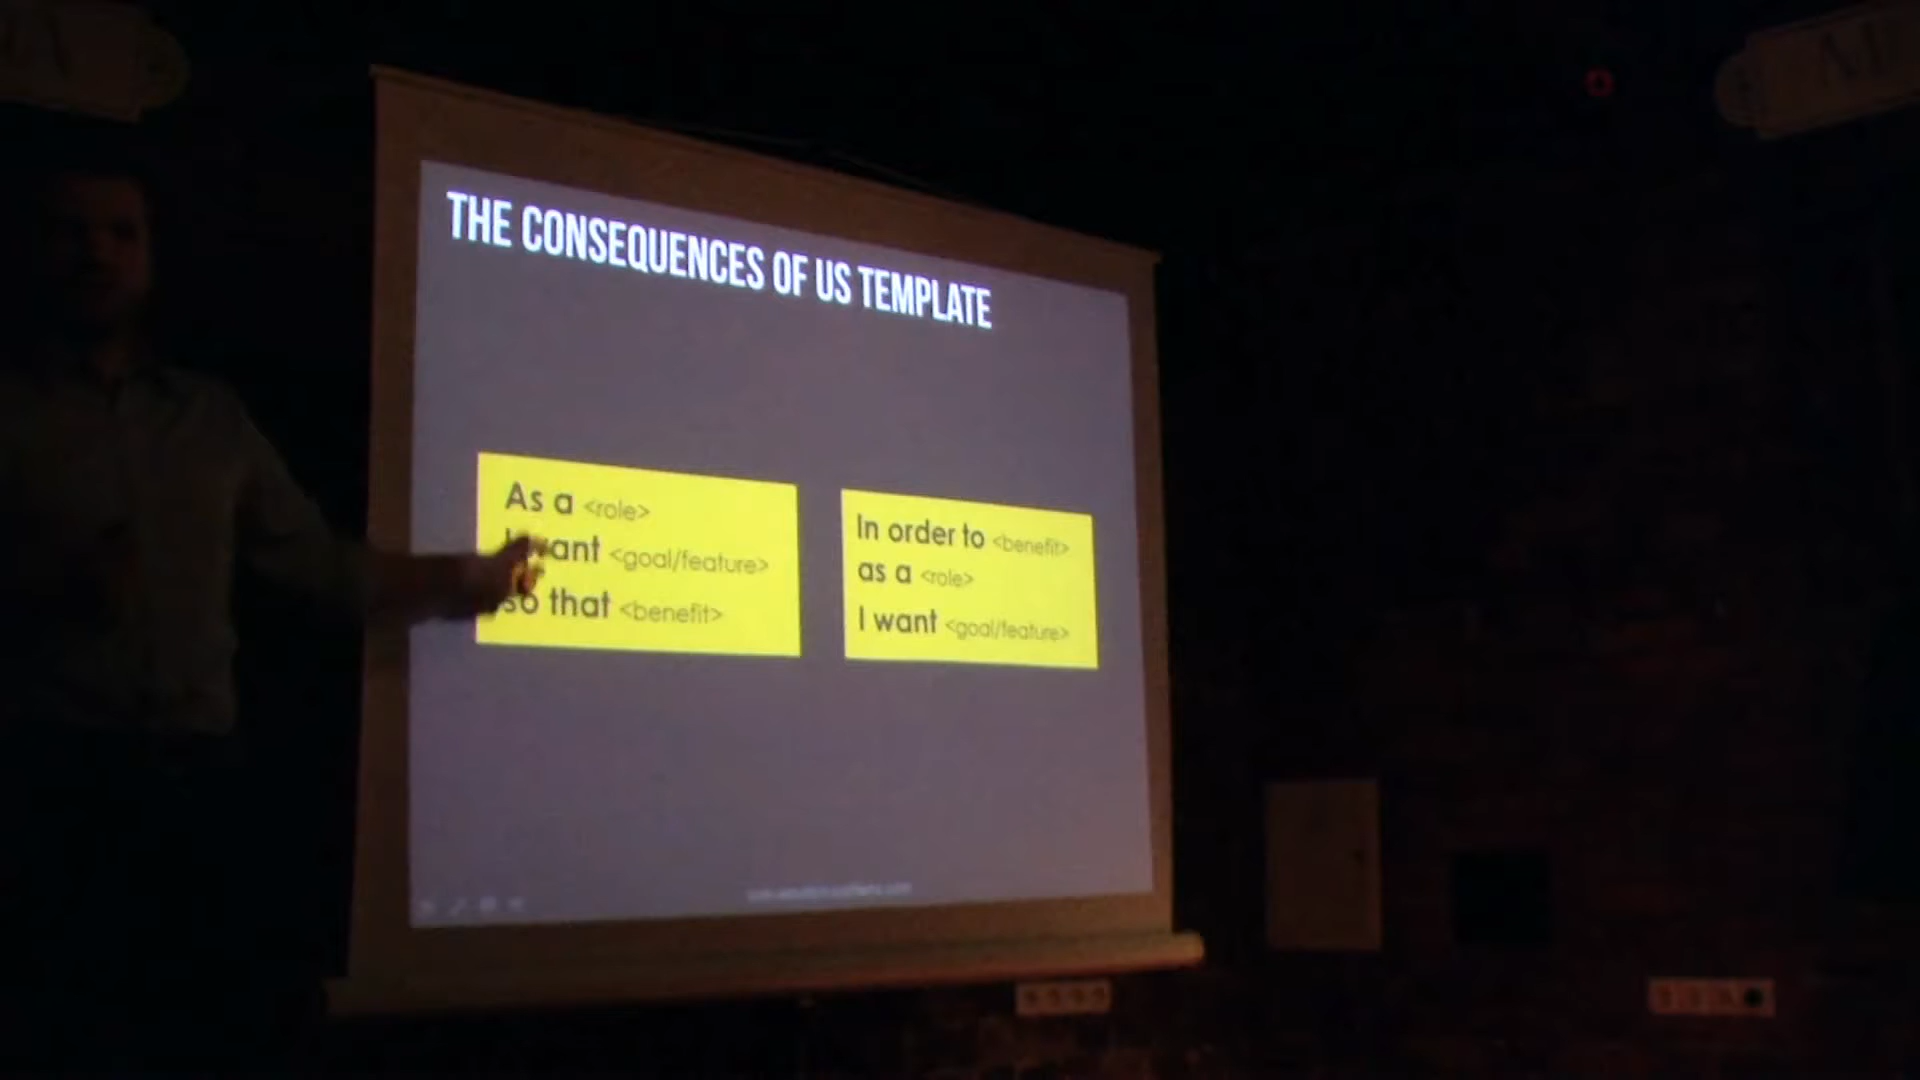 THE CONSEQUENCES OF US TEMPLATE
As a <role>
I want <goal/feature>
so that <benefit>
In order to <benefit>
as a <role>
I want <goal/feature>